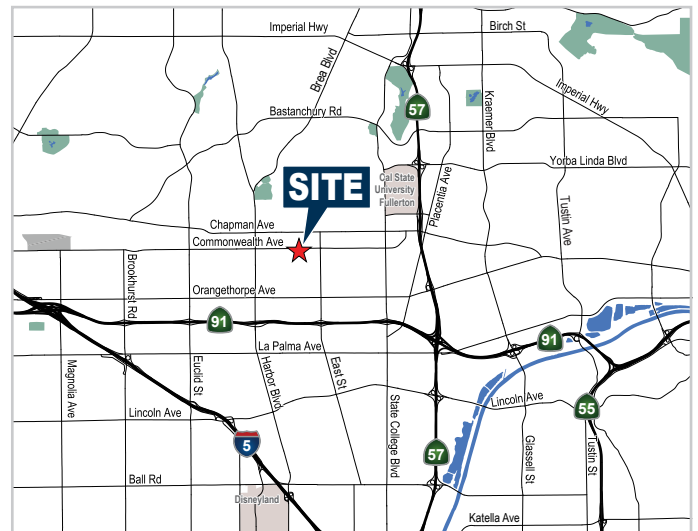 Imperial Hwy
Birch St
Brea Blvd
57
Imperial Hwy
Kraemer Blvd
Bastanchury Rd
Yorba Linda Blvd
SITE
Cal State
University
Fullerton
Placentia Ave
Tustin Ave
Chapman Ave
Commonwealth Ave
Brookhurst Rd
Orangethorpe Ave
91
91
La Palma Ave
Magnolia Ave
Euclid St
Harbor Blvd
East St
State College Blvd
Lincoln Ave
Lincoln Ave
55
5
57
Glassell St
Tustin St
Ball Rd
Disneyland
Katella Ave